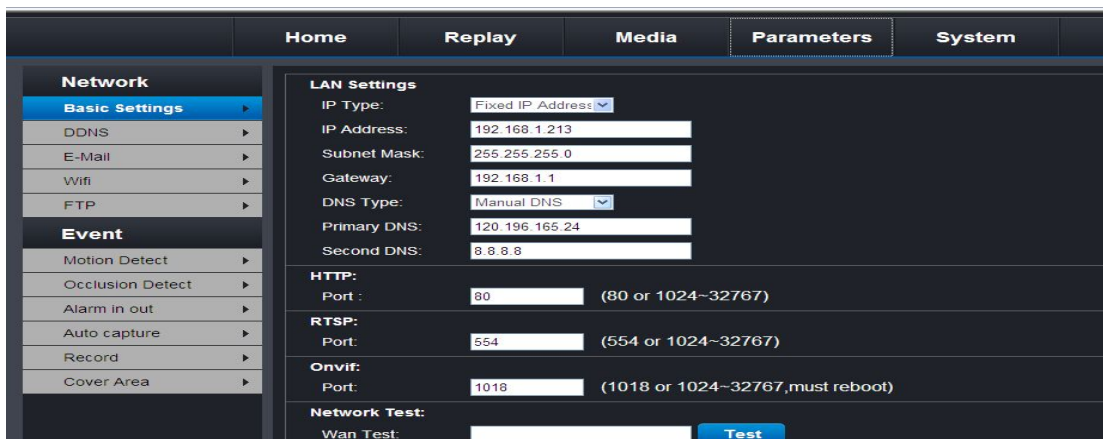 Home Replay Media Parameters System
Network
Basic Settings
DDNS
E-Mail
Wifi
FTP
Event
Motion Detect
Occlusion Detect
Alarm in out
Auto capture
Record
Cover Area
LAN Settings
IP Type: Fixed IP Address
IP Address: 192.168.1.213
Subnet Mask: 255.255.255.0
Gateway: 192.168.1.1
DNS Type: Manual DNS
Primary DNS: 120.196.165.24
Second DNS: 8.8.8.8
HTTP:
Port : 80 (80 or 1024~32767)
RTSP:
Port: 554 (554 or 1024~32767)
Onvif:
Port: 1018 (1018 or 1024~32767,must reboot)
Network Test:
Wan Test: Test